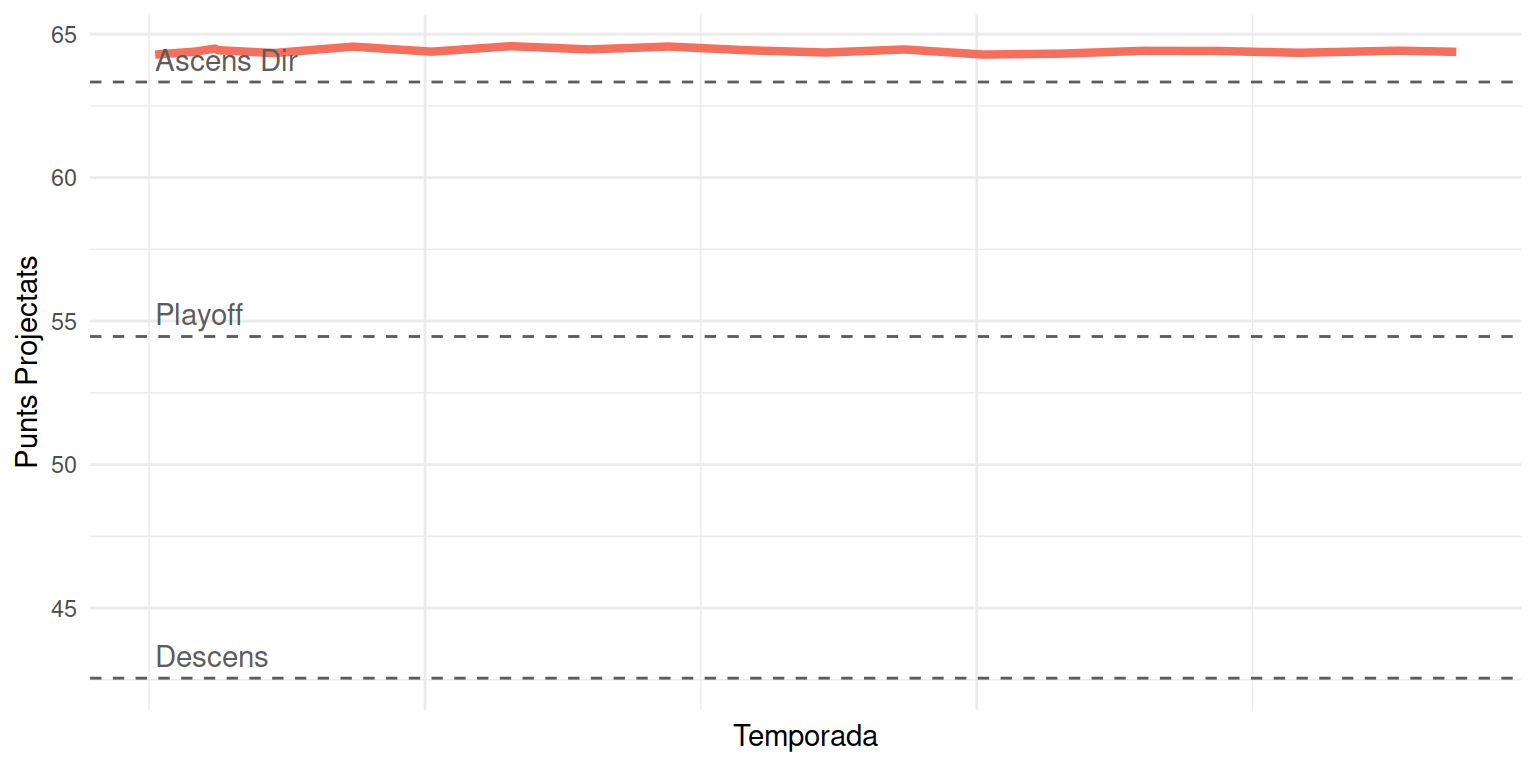 65
Ascens Dir
60
Playoff
55
50
45
Descens
Punts Projectats
Temporada